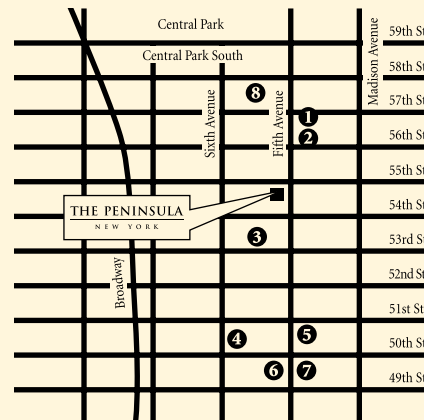 Central Park
59th St
Central Park South
58th St
Madison Avenue
8
57th St
1
Sixth Avenue
Fifth Avenue
2
56th St
55th St
THE PENINSULA
NEW YORK
54th St
3
53rd St
Broadway
52nd St
51st St
4
5
50th St
6
7
49th St